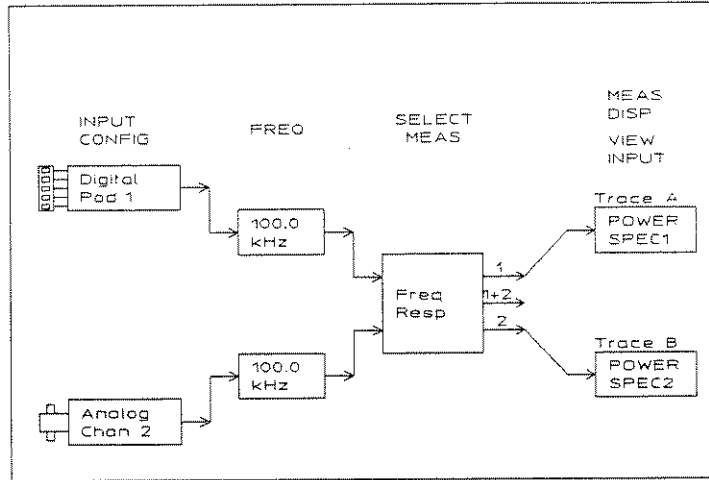 INPUT
CONFIG
FREQ
SELECT
MEAS
MEAS
DISP
VIEW
INPUT
Digital
Pod 1
100.0
kHz
Freq
Resp
1
1+2
2
Trace A
POWER
SPEC1
Trace B
POWER
SPEC2
100.0
kHz
Analog
Chan 2